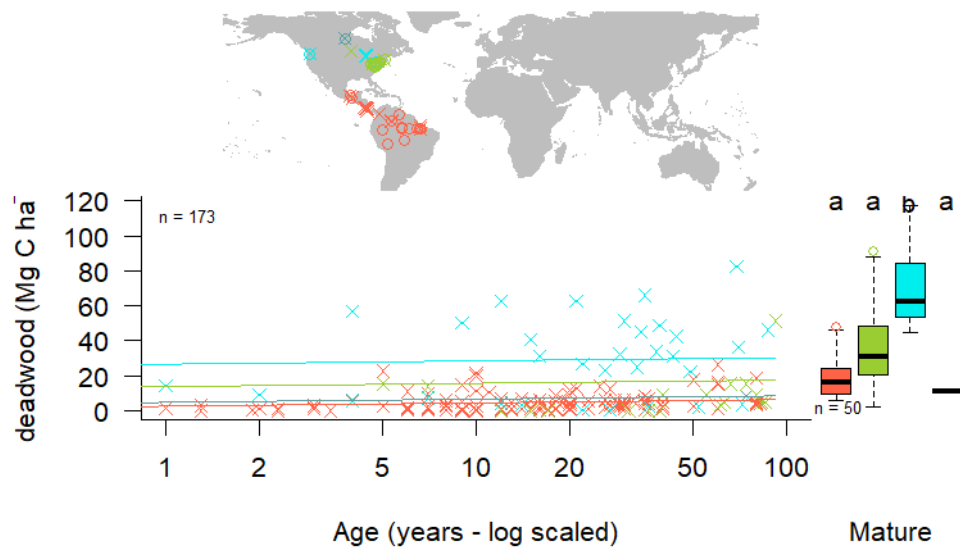 120
100
80
60
40
20
0
deadwood (Mg C ha
n = 173
1 2 5 10 20 50 100
Age (years - log scaled)
a a b a
n = 50
Mature